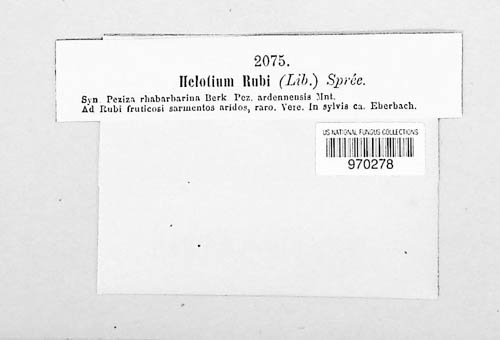 2075.
Helotium Rubi (Lib.) Sprée.
Syn. Peziza rhabarbarina Berk Pez. ardennensis Mnt.
Ad Rubi fruticosi sarmentos aridos, raro. Vere. In sylvis ca. Eberbach.
US NATIONAL FUNGUS COLLECTIONS
970278